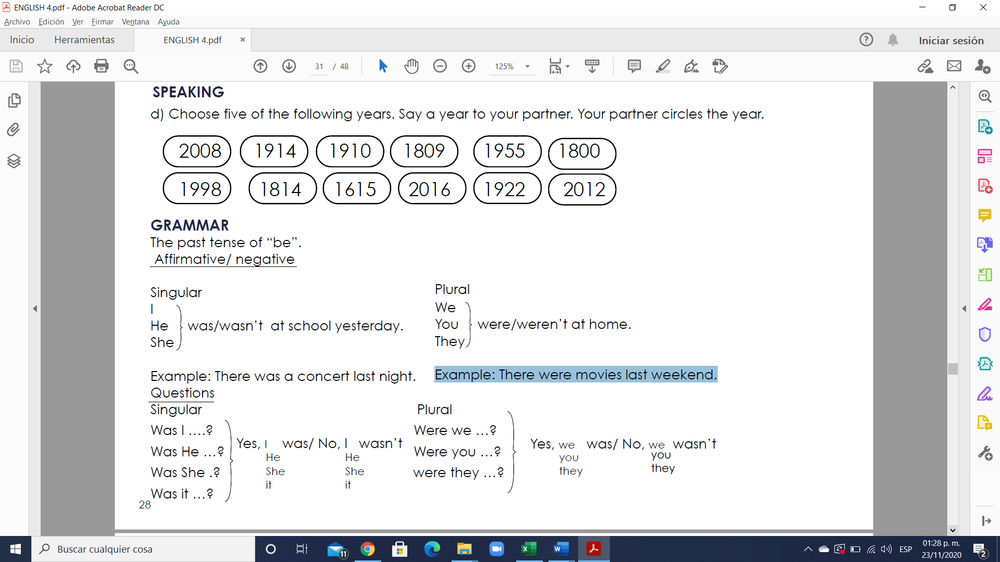 ENGLISH 4.pdf - Adobe Acrobat Reader DC
Archivo Edición Ver Firmar Ventana Ayuda
Inicio Herramientas ENGLISH 4.pdf × Iniciar sesión
31 / 48 125%
SPEAKING
d) Choose five of the following years. Say a year to your partner. Your partner circles the year.
2008 1914 1910 1809 1955 1800
1998 1814 1615 2016 1922 2012
GRAMMAR
The past tense of “be”.
Affirmative/ negative
Singular
I
He was/wasn’t at school yesterday.
She
Plural
We
You were/weren’t at home.
They
Example: There was a concert last night.
Example: There were movies last weekend.
Questions
Singular
Was I ....?
Was He ...?
Was She .?
Was it ...?
Yes, I was/ No, I wasn’t
He He
She She
it it
Plural
Were we ...?
Were you ...?
were they ...?
Yes, we was/ No, we wasn’t
you you
they they
28
Buscar cualquier cosa
11
ESP
01:28 p. m.
23/11/2020
2